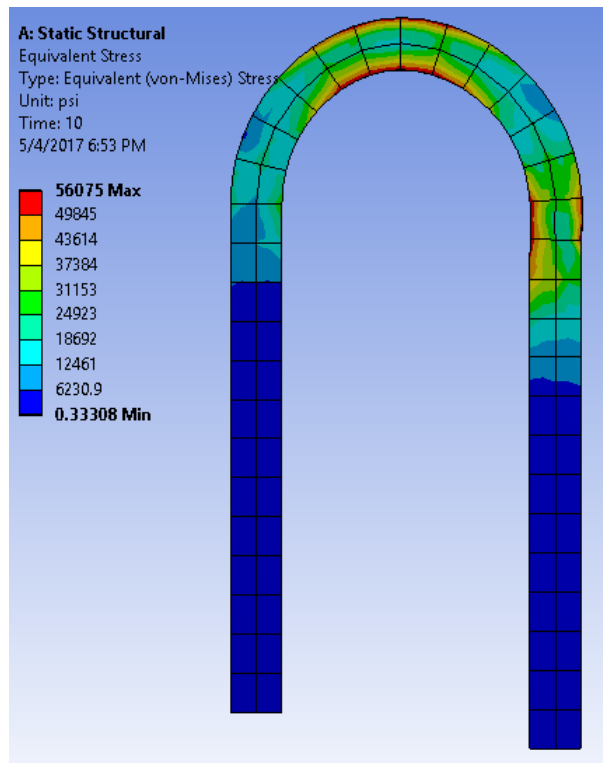 A: Static Structural
Equivalent Stress
Type: Equivalent (von-Mises) Stress
Unit: psi
Time: 10
5/4/2017 6:53 PM
56075 Max
49845
43614
37384
31153
24923
18692
12461
6230.9
0.33308 Min